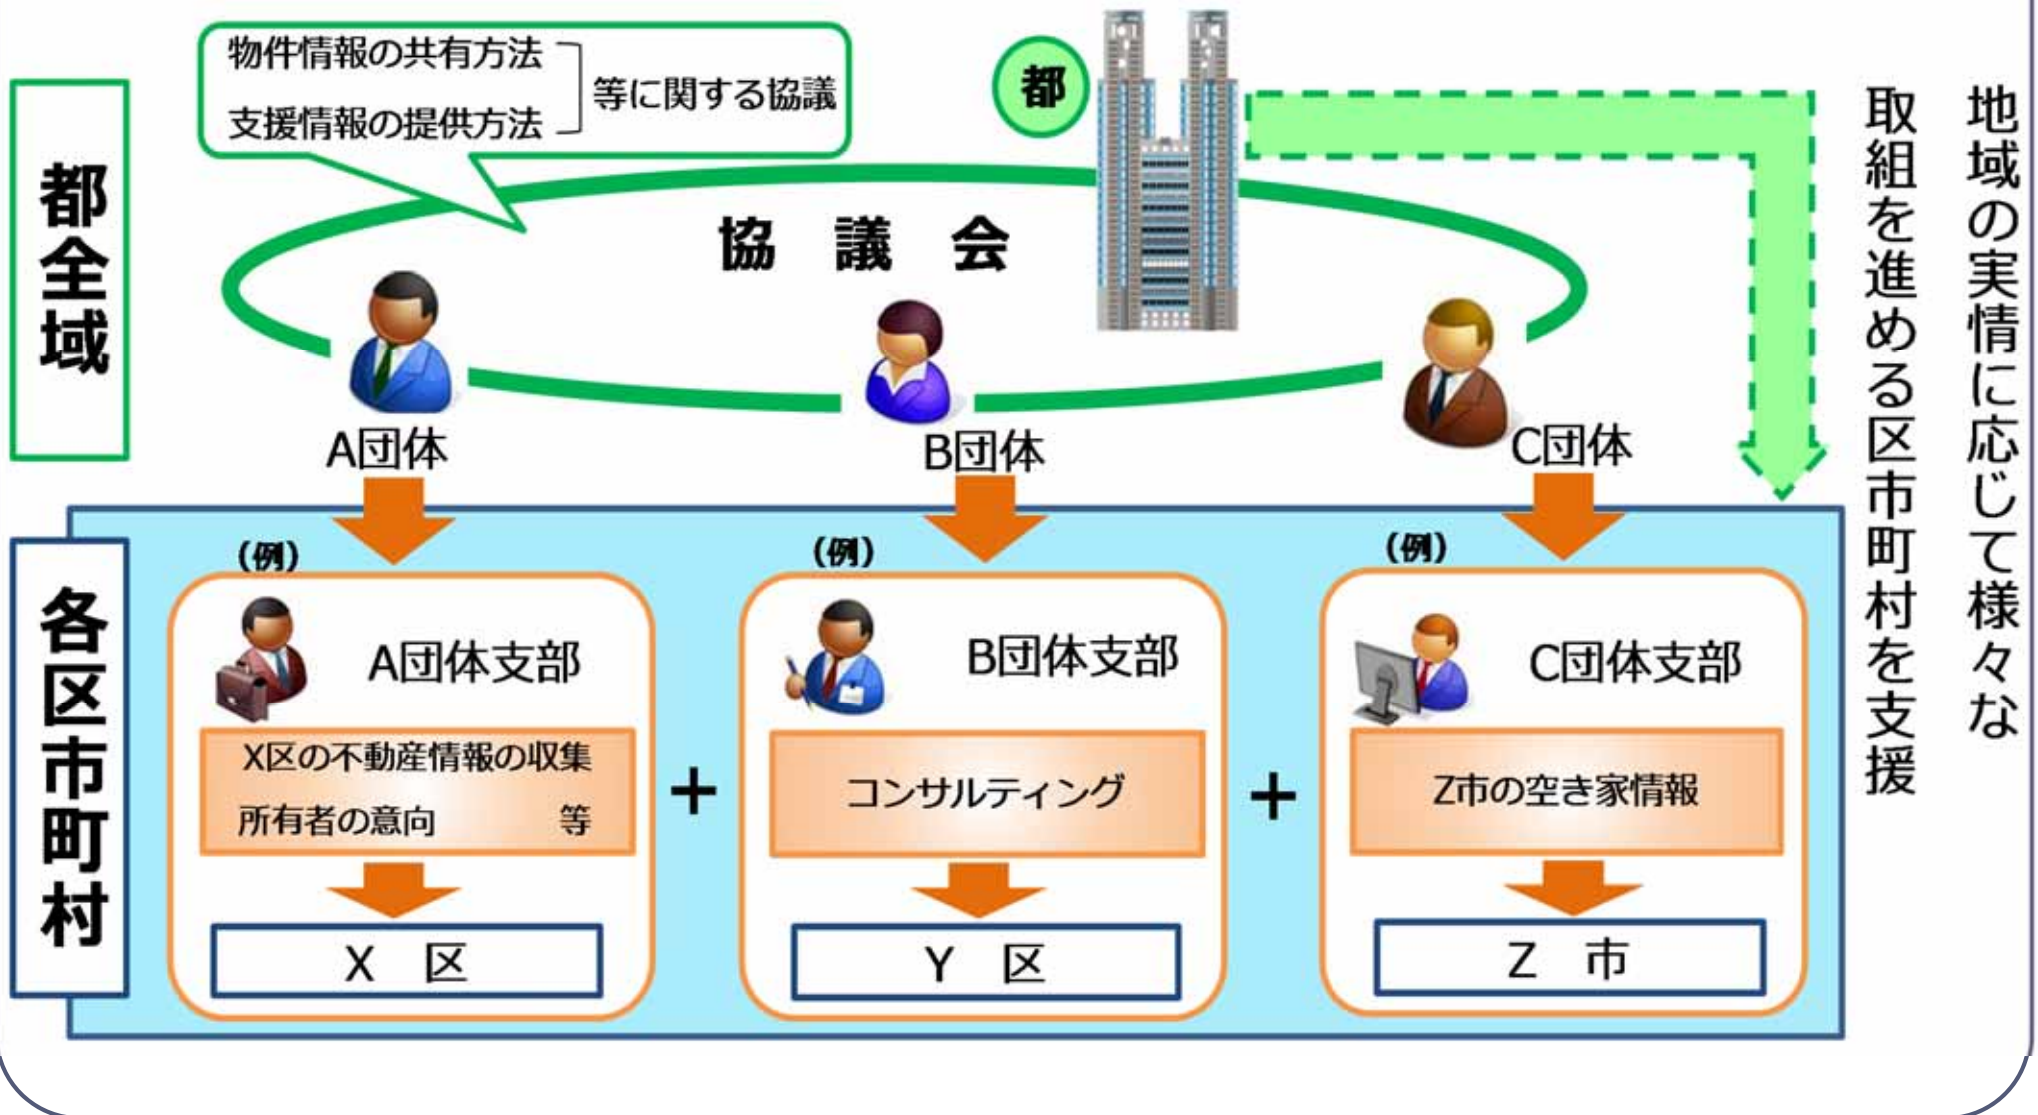 物件情報の共有方法
支援情報の提供方法
等に関する協議
都
都全域
協 議 会
A団体
B団体
C団体
地域の実情に応じて様々な
取組を進める区市町村を支援
各区市町村
(例)
A団体支部
X区の不動産情報の収集
所有者の意向 等
X 区
+
(例)
B団体支部
コンサルティング
Y 区
+
(例)
C団体支部
Z市の空き家情報
Z 市